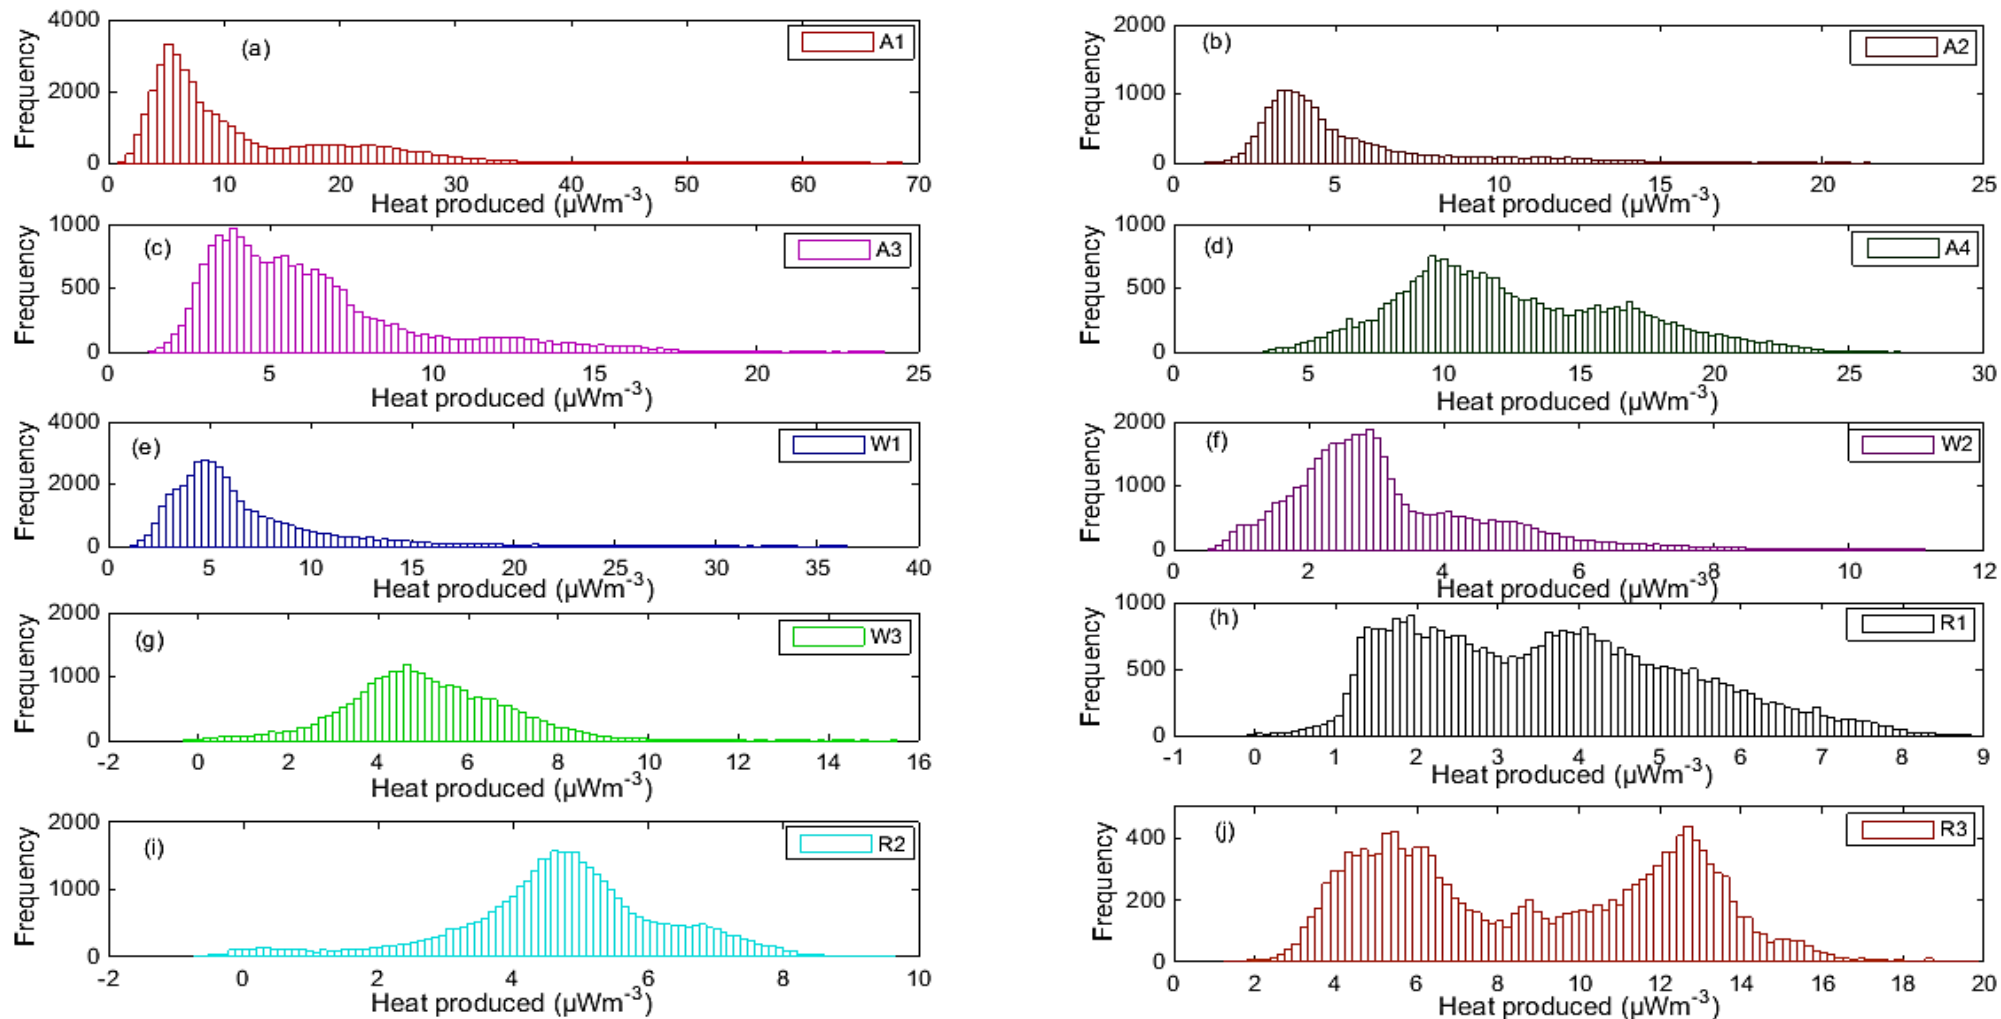 4000
2000
0
Frequency
(a)
A1
0 10 20 30 40 50 60 70
Heat produced (µWm-3)
2000
1000
0
Frequency
(b)
A2
0 5 10 15 20 25
Heat produced (µWm-3)
1000
500
0
Frequency
(c)
A3
0 5 10 15 20 25
Heat produced (µWm-3)
1000
500
0
Frequency
(d)
A4
0 5 10 15 20 25 30
Heat produced (µWm-3)
4000
2000
0
Frequency
(e)
W1
0 5 10 15 20 25 30 35 40
Heat produced (µWm-3)
2000
1000
0
Frequency
(f)
W2
0 2 4 6 8 10 12
Heat produced (µWm-3)
2000
1000
0
Frequency
(g)
W3
-2 0 2 4 6 8 10 12 14 16
Heat produced (µWm-3)
1000
500
0
Frequency
(h)
R1
-1 0 1 2 3 4 5 6 7 8 9
Heat produced (µWm-3)
2000
1000
0
Frequency
(i)
R2
-2 0 2 4 6 8 10
Heat produced (µWm-3)
400
200
0
Frequency
(j)
R3
0 2 4 6 8 10 12 14 16 18 20
Heat produced (µWm-3)